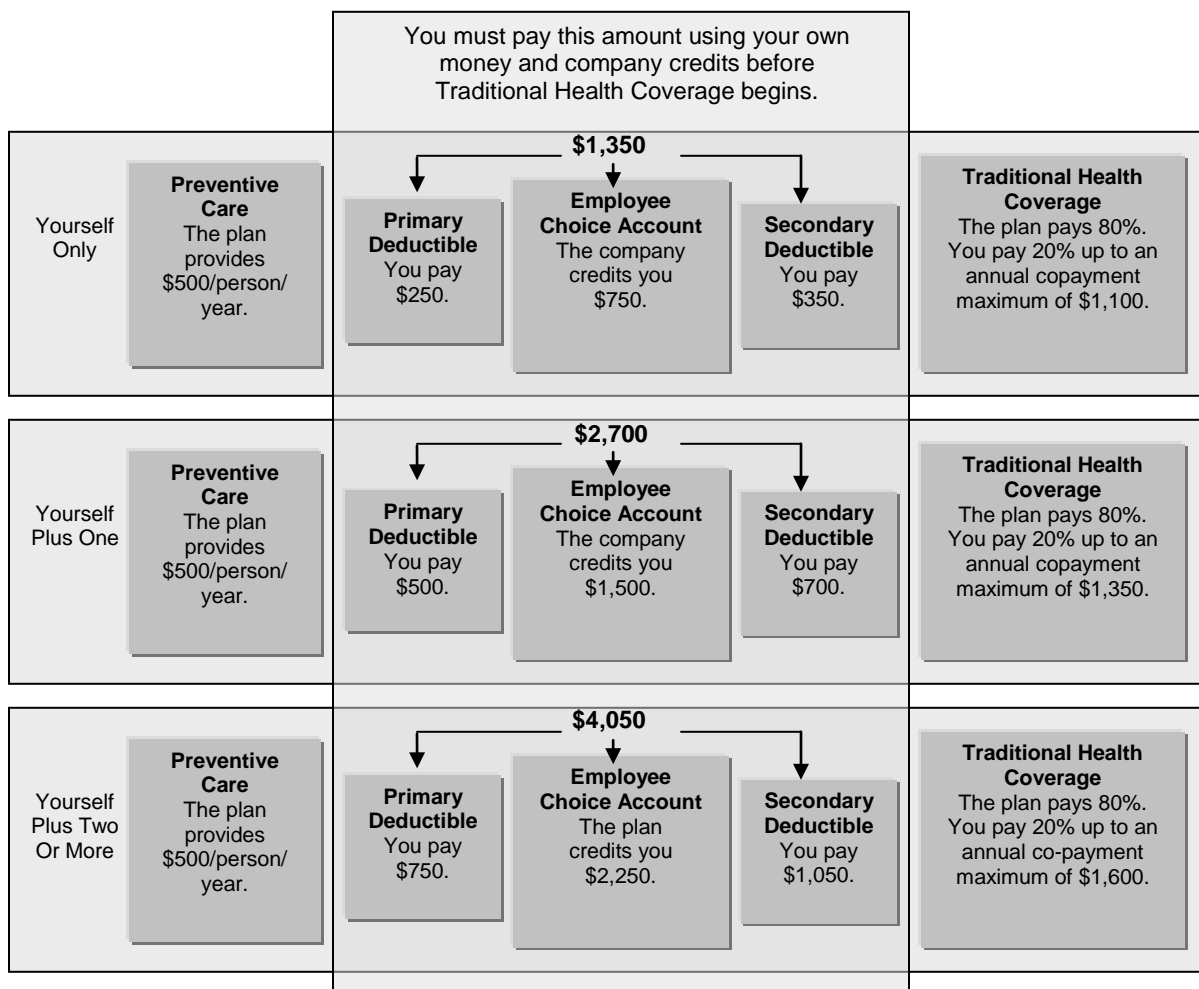 You must pay this amount using your own
money and company credits before
Traditional Health Coverage begins.
Yourself
Only
Preventive
Care
The plan
provides
$500/person/
year.
$1,350
Primary
Deductible
You pay
$250.
Employee
Choice Account
The company
credits you
$750.
Secondary
Deductible
You pay
$350.
Traditional Health
Coverage
The plan pays 80%.
You pay 20% up to an
annual copayment
maximum of $1,100.
Yourself
Plus One
Preventive
Care
The plan
provides
$500/person/
year.
$2,700
Primary
Deductible
You pay
$500.
Employee
Choice Account
The company
credits you
$1,500.
Secondary
Deductible
You pay
$700.
Traditional Health
Coverage
The plan pays 80%.
You pay 20% up to an
annual copayment
maximum of $1,350.
Yourself
Plus Two
Or More
Preventive
Care
The plan
provides
$500/person/
year.
$4,050
Primary
Deductible
You pay
$750.
Employee
Choice Account
The plan
credits you
$2,250.
Secondary
Deductible
You pay
$1,050.
Traditional Health
Coverage
The plan pays 80%.
You pay 20% up to an
annual co-payment
maximum of $1,600.